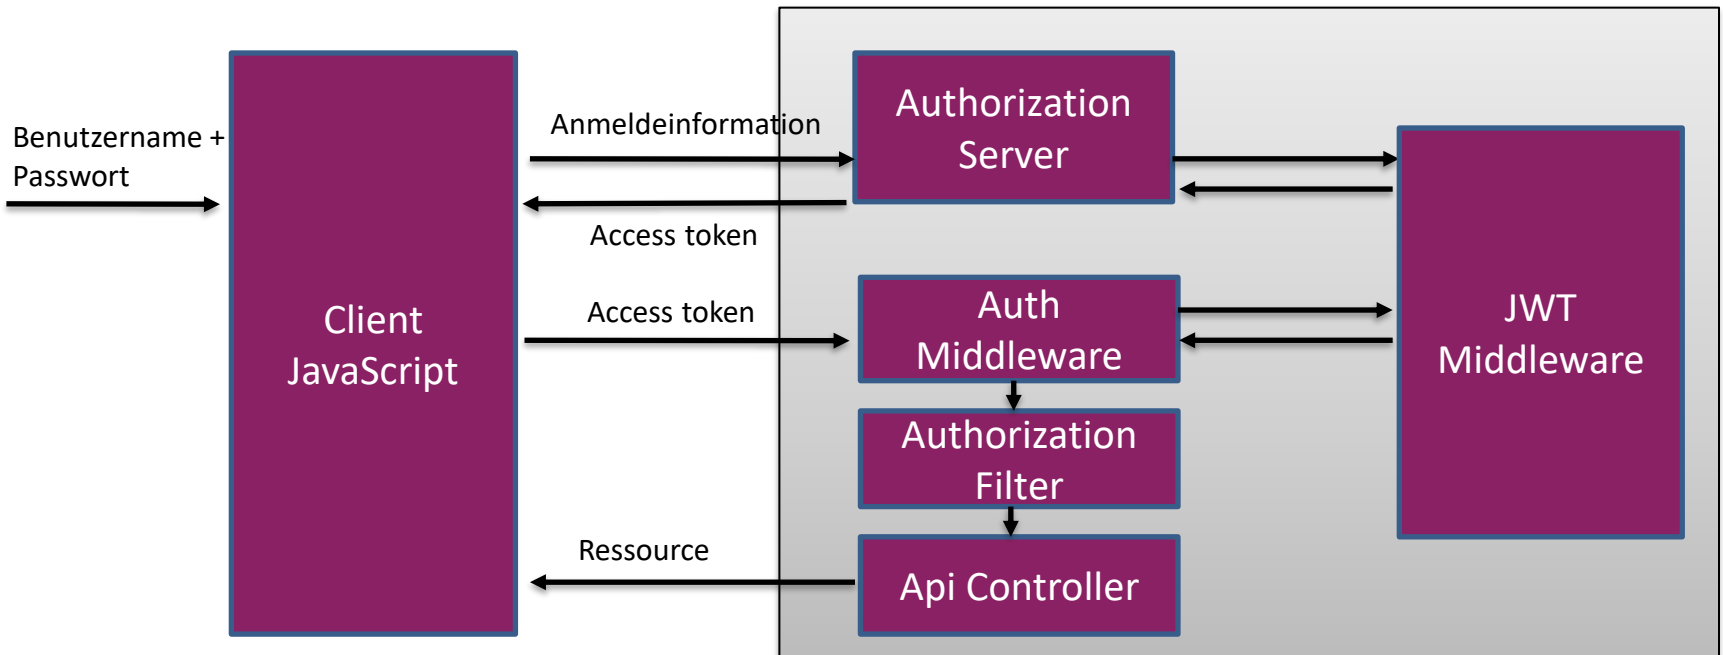 Benutzername +
Passwort
Client
JavaScript
Anmeldeinformation
Access token
Access token
Ressource
Authorization
Server
Auth
Middleware
Authorization
Filter
Api Controller
JWT
Middleware